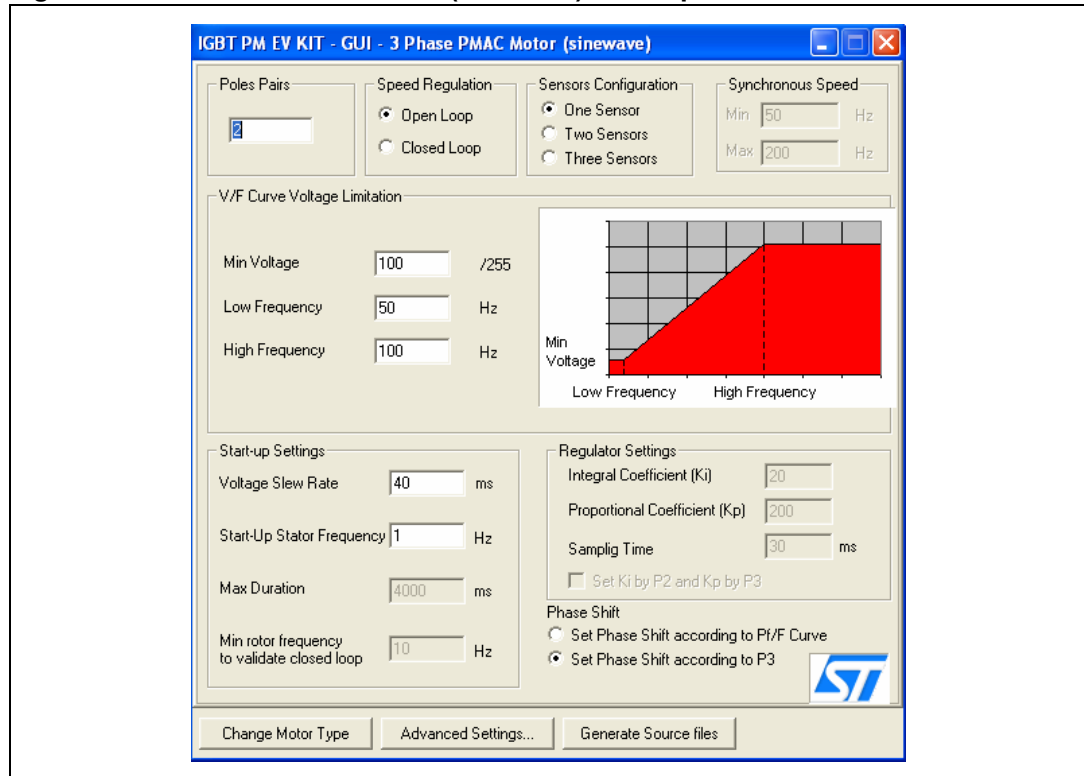 IGBT PM EV KIT - GUI - 3 Phase PMAC Motor (sinewave)
Poles Pairs
2
Speed Regulation
Open Loop
Closed Loop
Sensors Configuration
One Sensor
Two Sensors
Three Sensors
Synchronous Speed
Min 50 Hz
Max 200 Hz
V/F Curve Voltage Limitation
Min Voltage 100 /255
Low Frequency 50 Hz
High Frequency 100 Hz
Min
Voltage
Low Frequency High Frequency
Start-up Settings
Voltage Slew Rate 40 ms
Start-Up Stator Frequency 1 Hz
Max Duration 4000 ms
Min rotor frequency
to validate closed loop 10 Hz
Regulator Settings
Integral Coefficient (Ki) 20
Proportional Coefficient (Kp) 200
Samplig Time 30 ms
Set Ki by P2 and Kp by P3
Phase Shift
Set Phase Shift according to Pf/F Curve
Set Phase Shift according to P3
ST
Change Motor Type Advanced Settings... Generate Source files